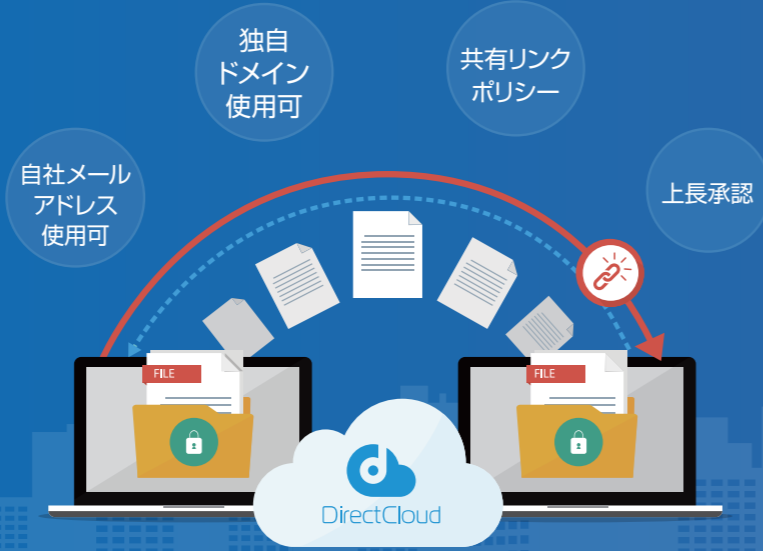 独自
ドメイン
使用可
共有リンク
ポリシー
自社メール
アドレス
使用可
上長承認
FILE
FILE
DirectCloud